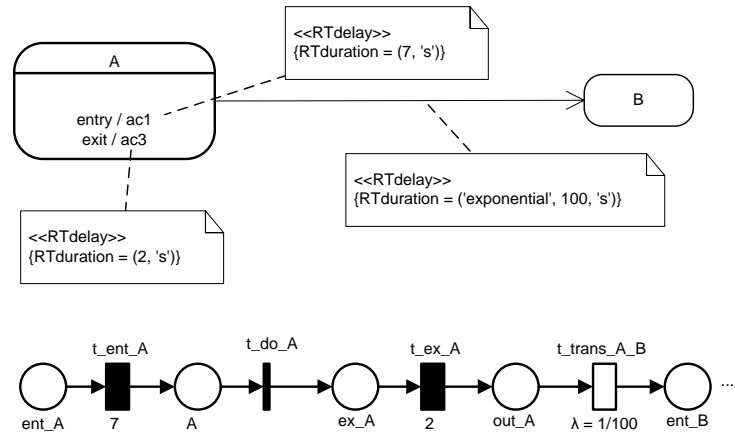 <<RTdelay>>
{RTduration = (7, 's')}
A
B
entry / ac1
exit / ac3
<<RTdelay>>
{RTduration = ('exponential', 100, 's')}
<<RTdelay>>
{RTduration = (2, 's')}
t_ent_A
t_do_A
t_ex_A
t_trans_A_B
...
ent_A
7
A
ex_A
2
out_A
λ = 1/100
ent_B